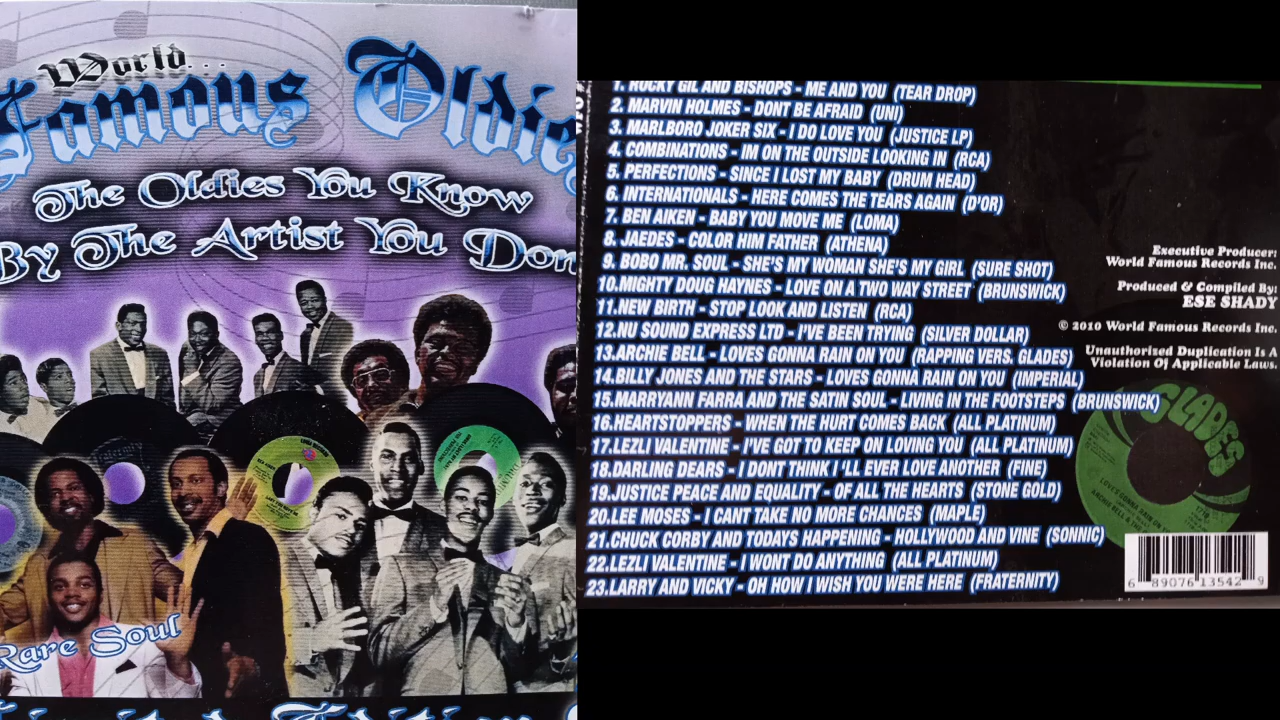 World...
Famous Oldie
The Oldies You Know
By The Artist You Don
Rare Soul
Limited Edition
1. ROCKY GIL AND BISHOPS - ME AND YOU (TEAR DROP)
2. MARVIN HOLMES - DONT BE AFRAID (UNI)
3. MARLBORO JOKER SIX - I DO LOVE YOU (JUSTICE LP)
4. COMBINATIONS - IM ON THE OUTSIDE LOOKING IN (RCA)
5. PERFECTIONS - SINCE I LOST MY BABY (DRUM HEAD)
6. INTERNATIONALS - HERE COMES THE TEARS AGAIN (D'OR)
7. BEN AIKEN - BABY YOU MOVE ME (LOMA)
8. JAEDES - COLOR HIM FATHER (ATHENA)
9. BOBO MR. SOUL - SHE'S MY WOMAN SHE'S MY GIRL (SURE SHOT)
10.MIGHTY DOUG HAYNES - LOVE ON A TWO WAY STREET (BRUNSWICK)
11.NEW BIRTH - STOP LOOK AND LISTEN (RCA)
12.NU SOUND EXPRESS LTD - I'VE BEEN TRYING (SILVER DOLLAR)
13.ARCHIE BELL - LOVES GONNA RAIN ON YOU (RAPPING VERS. GLADES)
14.BILLY JONES AND THE STARS - LOVES GONNA RAIN ON YOU (IMPERIAL)
15.MARRYANN FARRA AND THE SATIN SOUL - LIVING IN THE FOOTSTEPS (BRUNSWICK)
16.HEARTSTOPPERS - WHEN THE HURT COMES BACK (ALL PLATINUM)
17.LEZLI VALENTINE - I'VE GOT TO KEEP ON LOVING YOU (ALL PLATINUM)
18.DARLING DEARS - I DONT THINK I 'LL EVER LOVE ANOTHER (FINE)
19.JUSTICE PEACE AND EQUALITY - OF ALL THE HEARTS (STONE GOLD)
20.LEE MOSES - I CANT TAKE NO MORE CHANCES (MAPLE)
21.CHUCK CORBY AND TODAYS HAPPENING - HOLLYWOOD AND VINE (SONNIC)
22.LEZLI VALENTINE - I WONT DO ANYTHING (ALL PLATINUM)
23.LARRY AND VICKY - OH HOW I WISH YOU WERE HERE (FRATERNITY)
Executive Producer:
World Famous Records Inc.
Produced & Compiled By:
ESE SHADY
© 2010 World Famous Records Inc.
Unauthorized Duplication Is A
Violation Of Applicable Laws.
GLADES
LOVES GONNA RAIN ON
ARCHIE BELL & THE
6 89076 13542 9